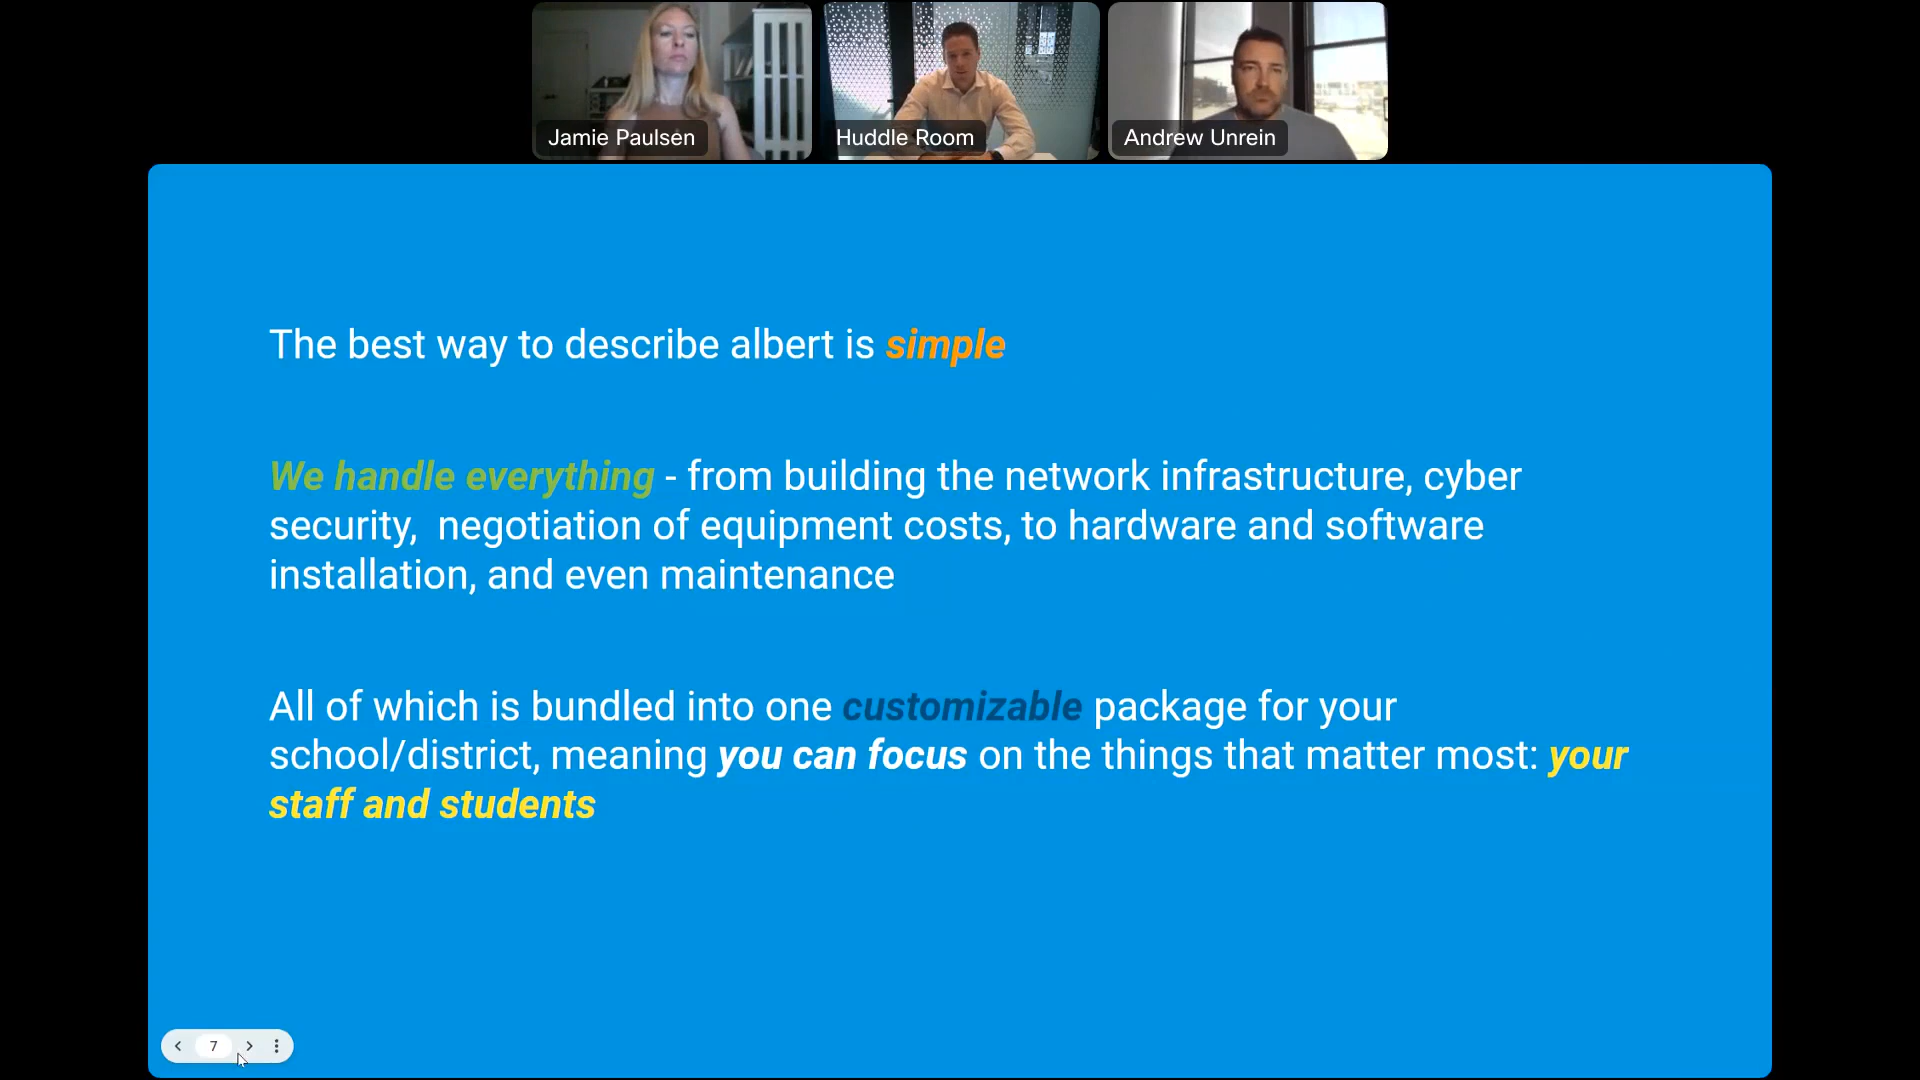 Jamie Paulsen
Huddle Room
Andrew Unrein
The best way to describe albert is simple
We handle everything - from building the network infrastructure, cyber
security,  negotiation of equipment costs, to hardware and software
installation, and even maintenance
All of which is bundled into one customizable package for your
school/district, meaning you can focus on the things that matter most: your
staff and students
7